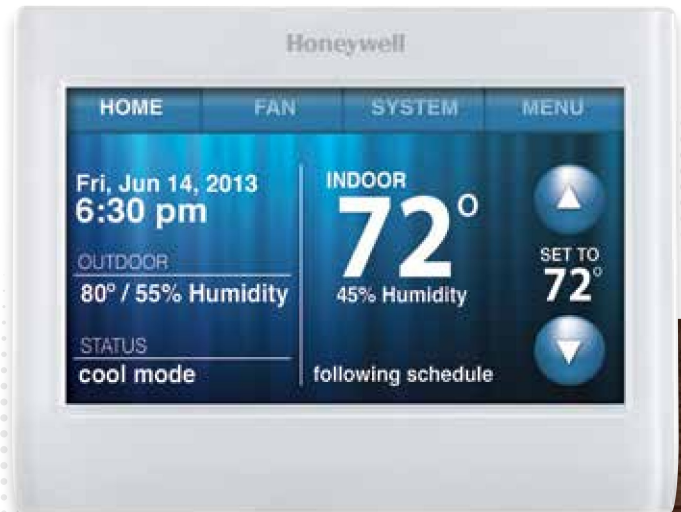 Honeywell
HOME FAN SYSTEM MENU
Fri, Jun 14, 2013
6:30 pm
OUTDOOR
80° / 55% Humidity
STATUS
cool mode
INDOOR
72°
45% Humidity
following schedule
SET TO
72°